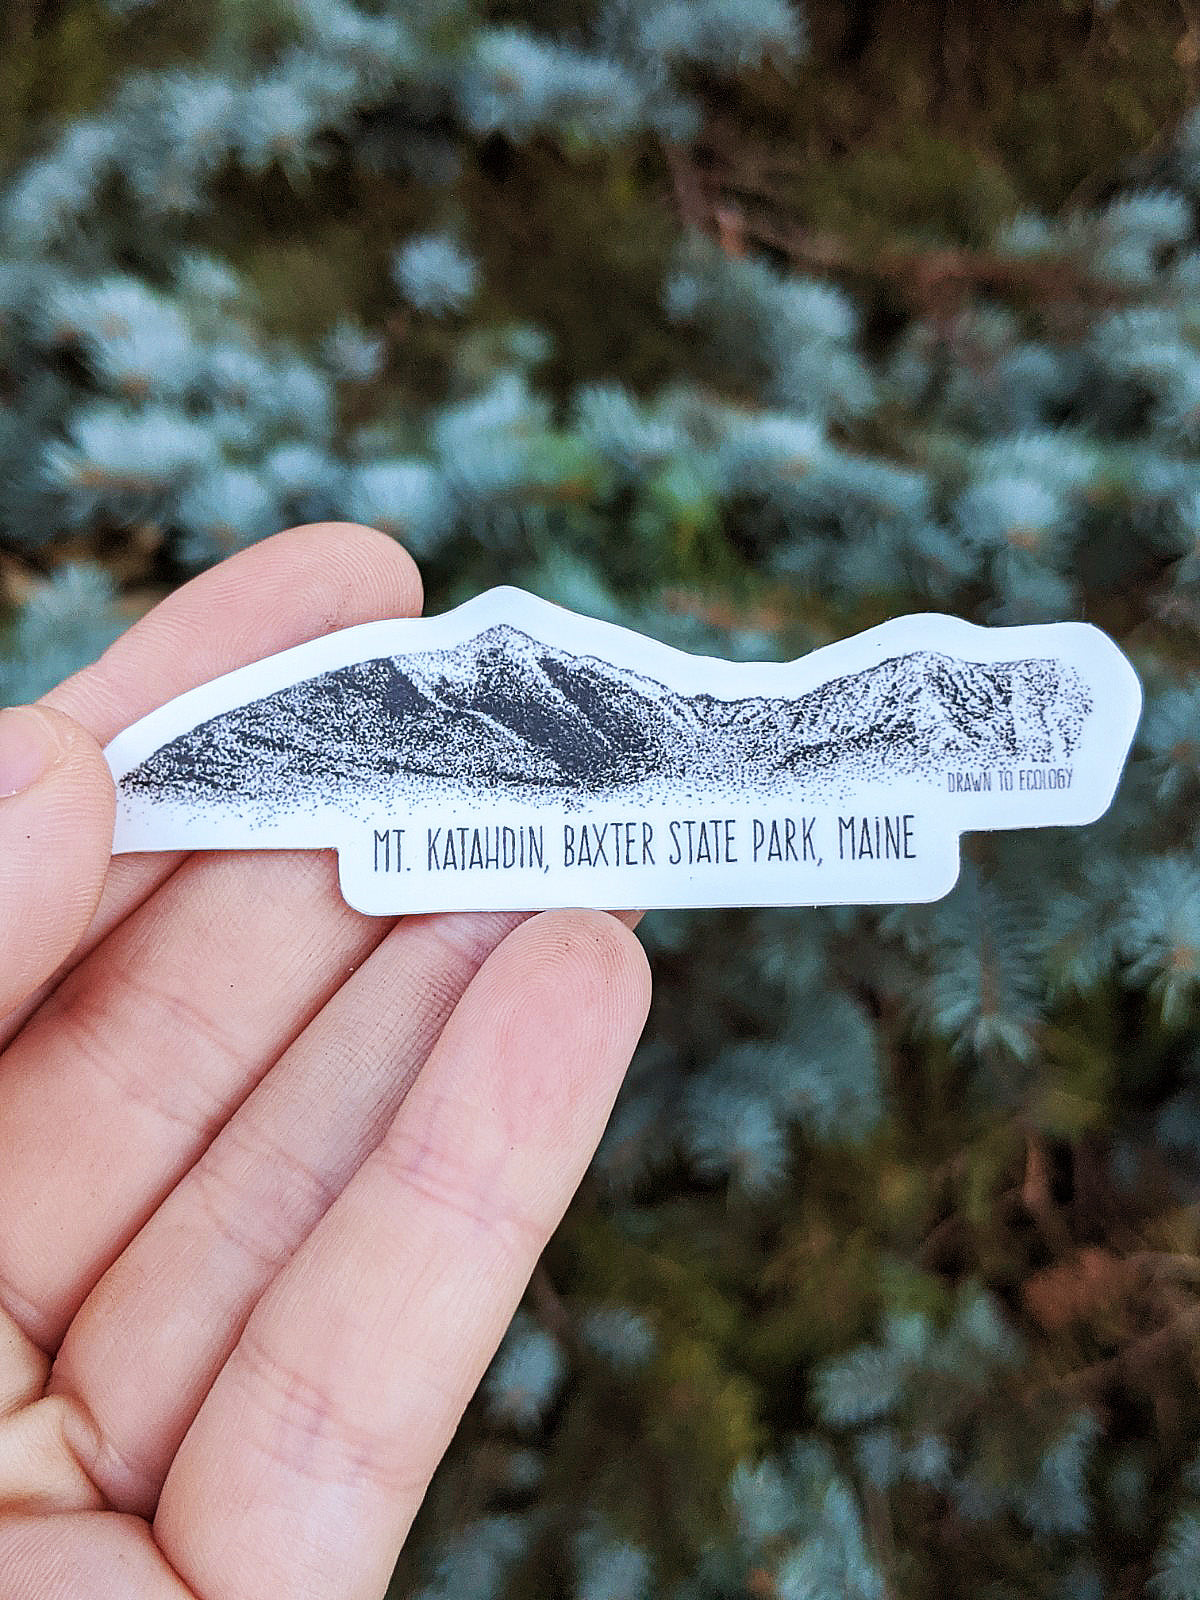 DRAWN TO ECOLOGY
MT. KATAHDiN, BAXTER STATE PARK, MAiNE